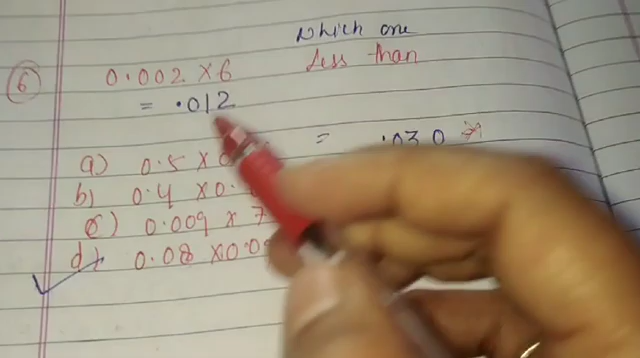 which one
less than
6
0.002 × 6
= .012
= .030
a) 0.5 ×
b) 0.4 × 0.
c) 0.009 × 7
d) 0.08 × 0.0